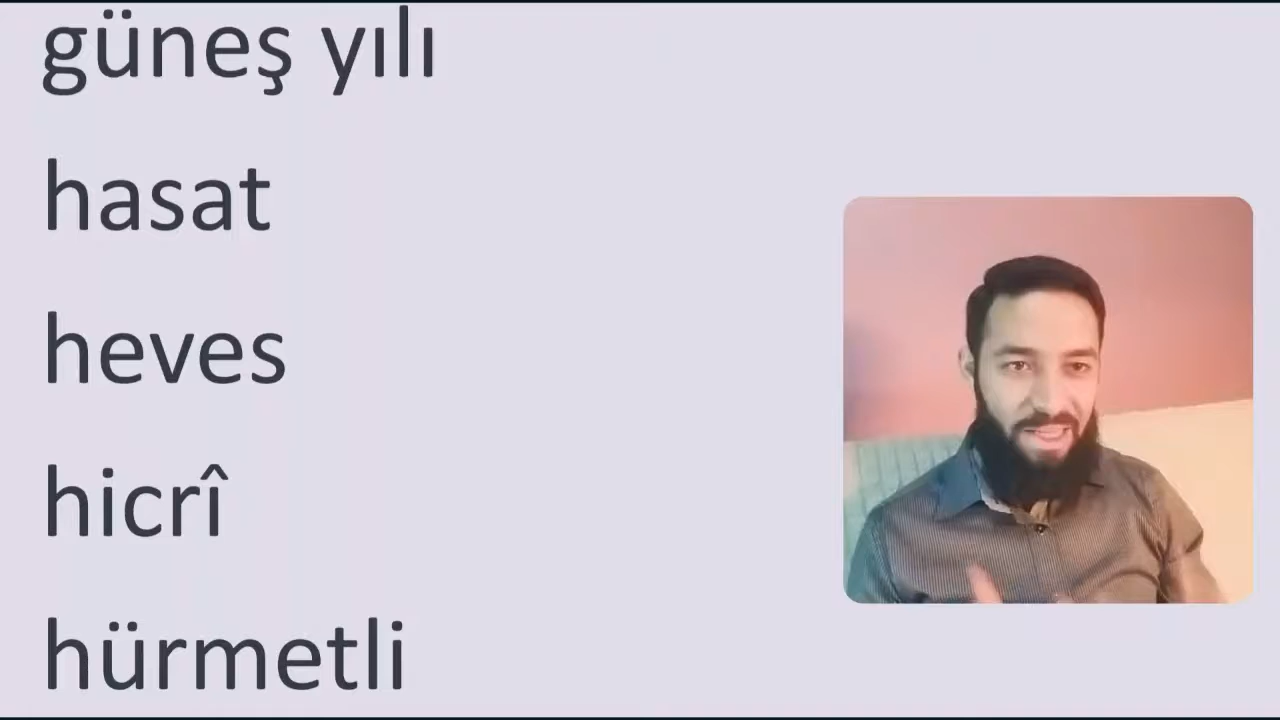 güneş yılı
hasat
heves
hicrî
hürmetli